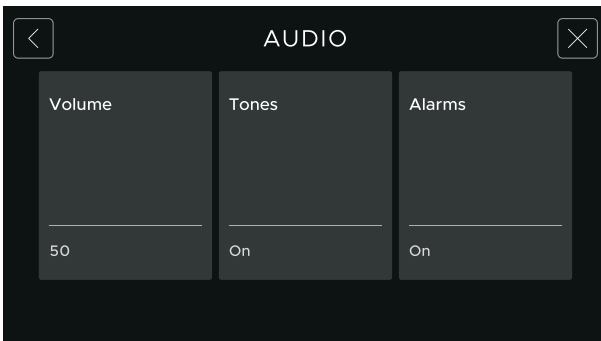 AUDIO
Volume
Tones
Alarms
50
On
On